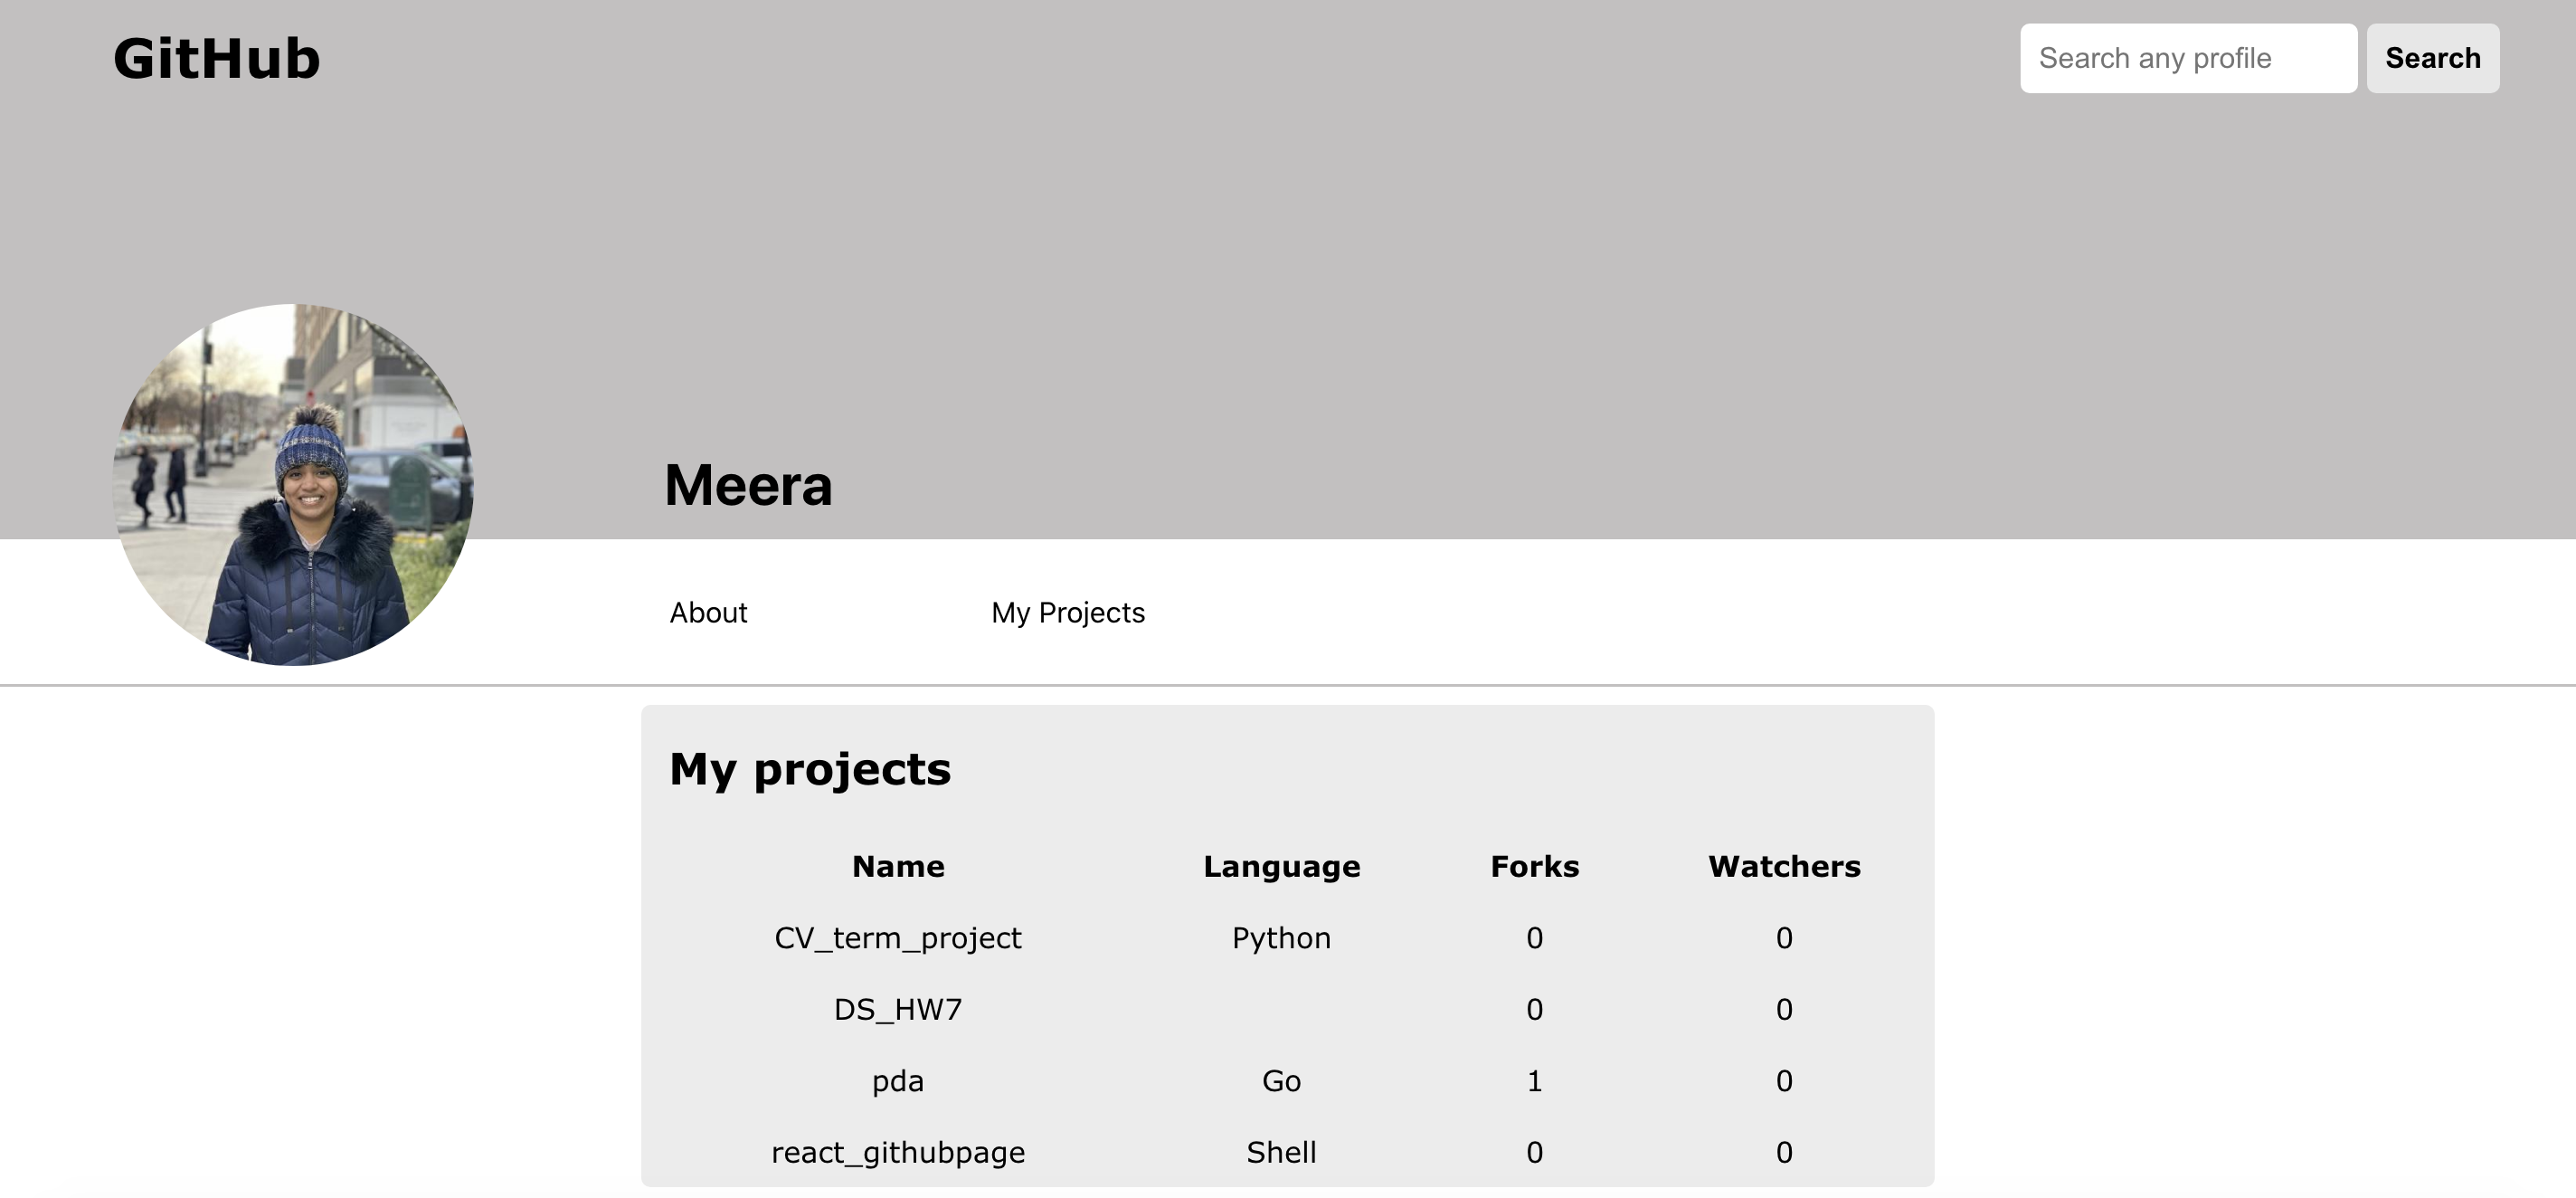 GitHub
Search any profile
Search
Meera
About
My Projects
My projects
Name Language Forks Watchers
CV_term_project Python 0 0
DS_HW7 0 0
pda Go 1 0
react_githubpage Shell 0 0